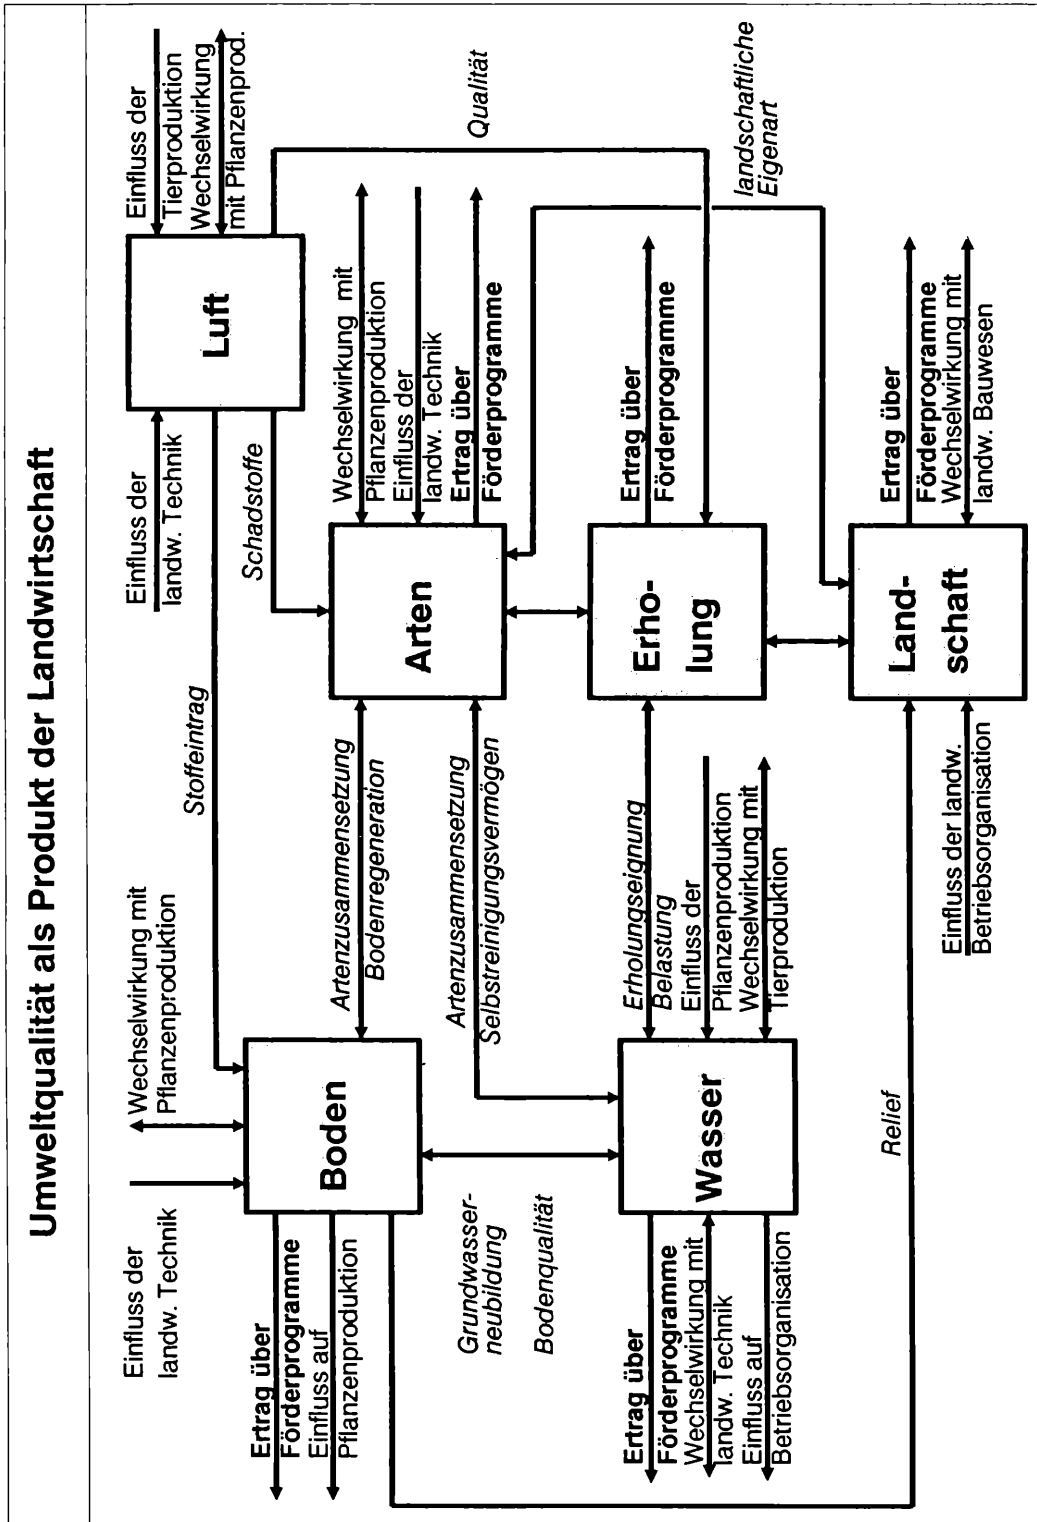 Umweltqualität als Produkt der Landwirtschaft
Einfluss der
landw. Technik
Wechselwirkung mit
Pflanzenproduktion
Einfluss der
landw. Technik
Einfluss der
Tierproduktion
Wechselwirkung
mit Pflanzenprod.
Luft
Stoffeintrag
Schadstoffe
Qualität
Boden
Ertrag über
Förderprogramme
Einfluss auf
Pflanzenproduktion
Artenzusammensetzung
Bodenregeneration
Arten
Wechselwirkung mit
Pflanzenproduktion
Einfluss der
landw. Technik
Ertrag über
Förderprogramme
Artenzusammensetzung
Selbstreinigungsvermögen
Grundwasser-
neubildung
Bodenqualität
landschaftliche
Eigenart
Wasser
Ertrag über
Förderprogramme
Wechselwirkung mit
landw. Technik
Einfluss auf
Betriebsorganisation
Erholungseignung
Belastung
Einfluss der
Pflanzenproduktion
Wechselwirkung mit
Tierproduktion
Erho-
lung
Ertrag über
Förderprogramme
Relief
Einfluss der landw.
Betriebsorganisation
Land-
schaft
Ertrag über
Förderprogramme
Wechselwirkung mit
landw. Bauwesen